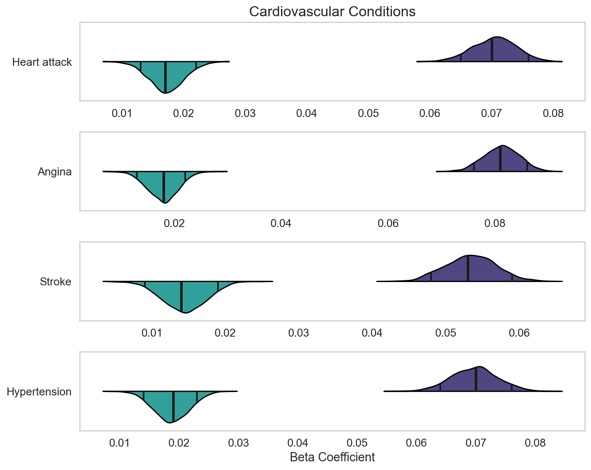 Cardiovascular Conditions
Heart attack
0.01 0.02 0.03 0.04 0.05 0.06 0.07 0.08
Angina
0.02 0.04 0.06 0.08
Stroke
0.01 0.02 0.03 0.04 0.05 0.06
Hypertension
0.01 0.02 0.03 0.04 0.05 0.06 0.07 0.08
Beta Coefficient